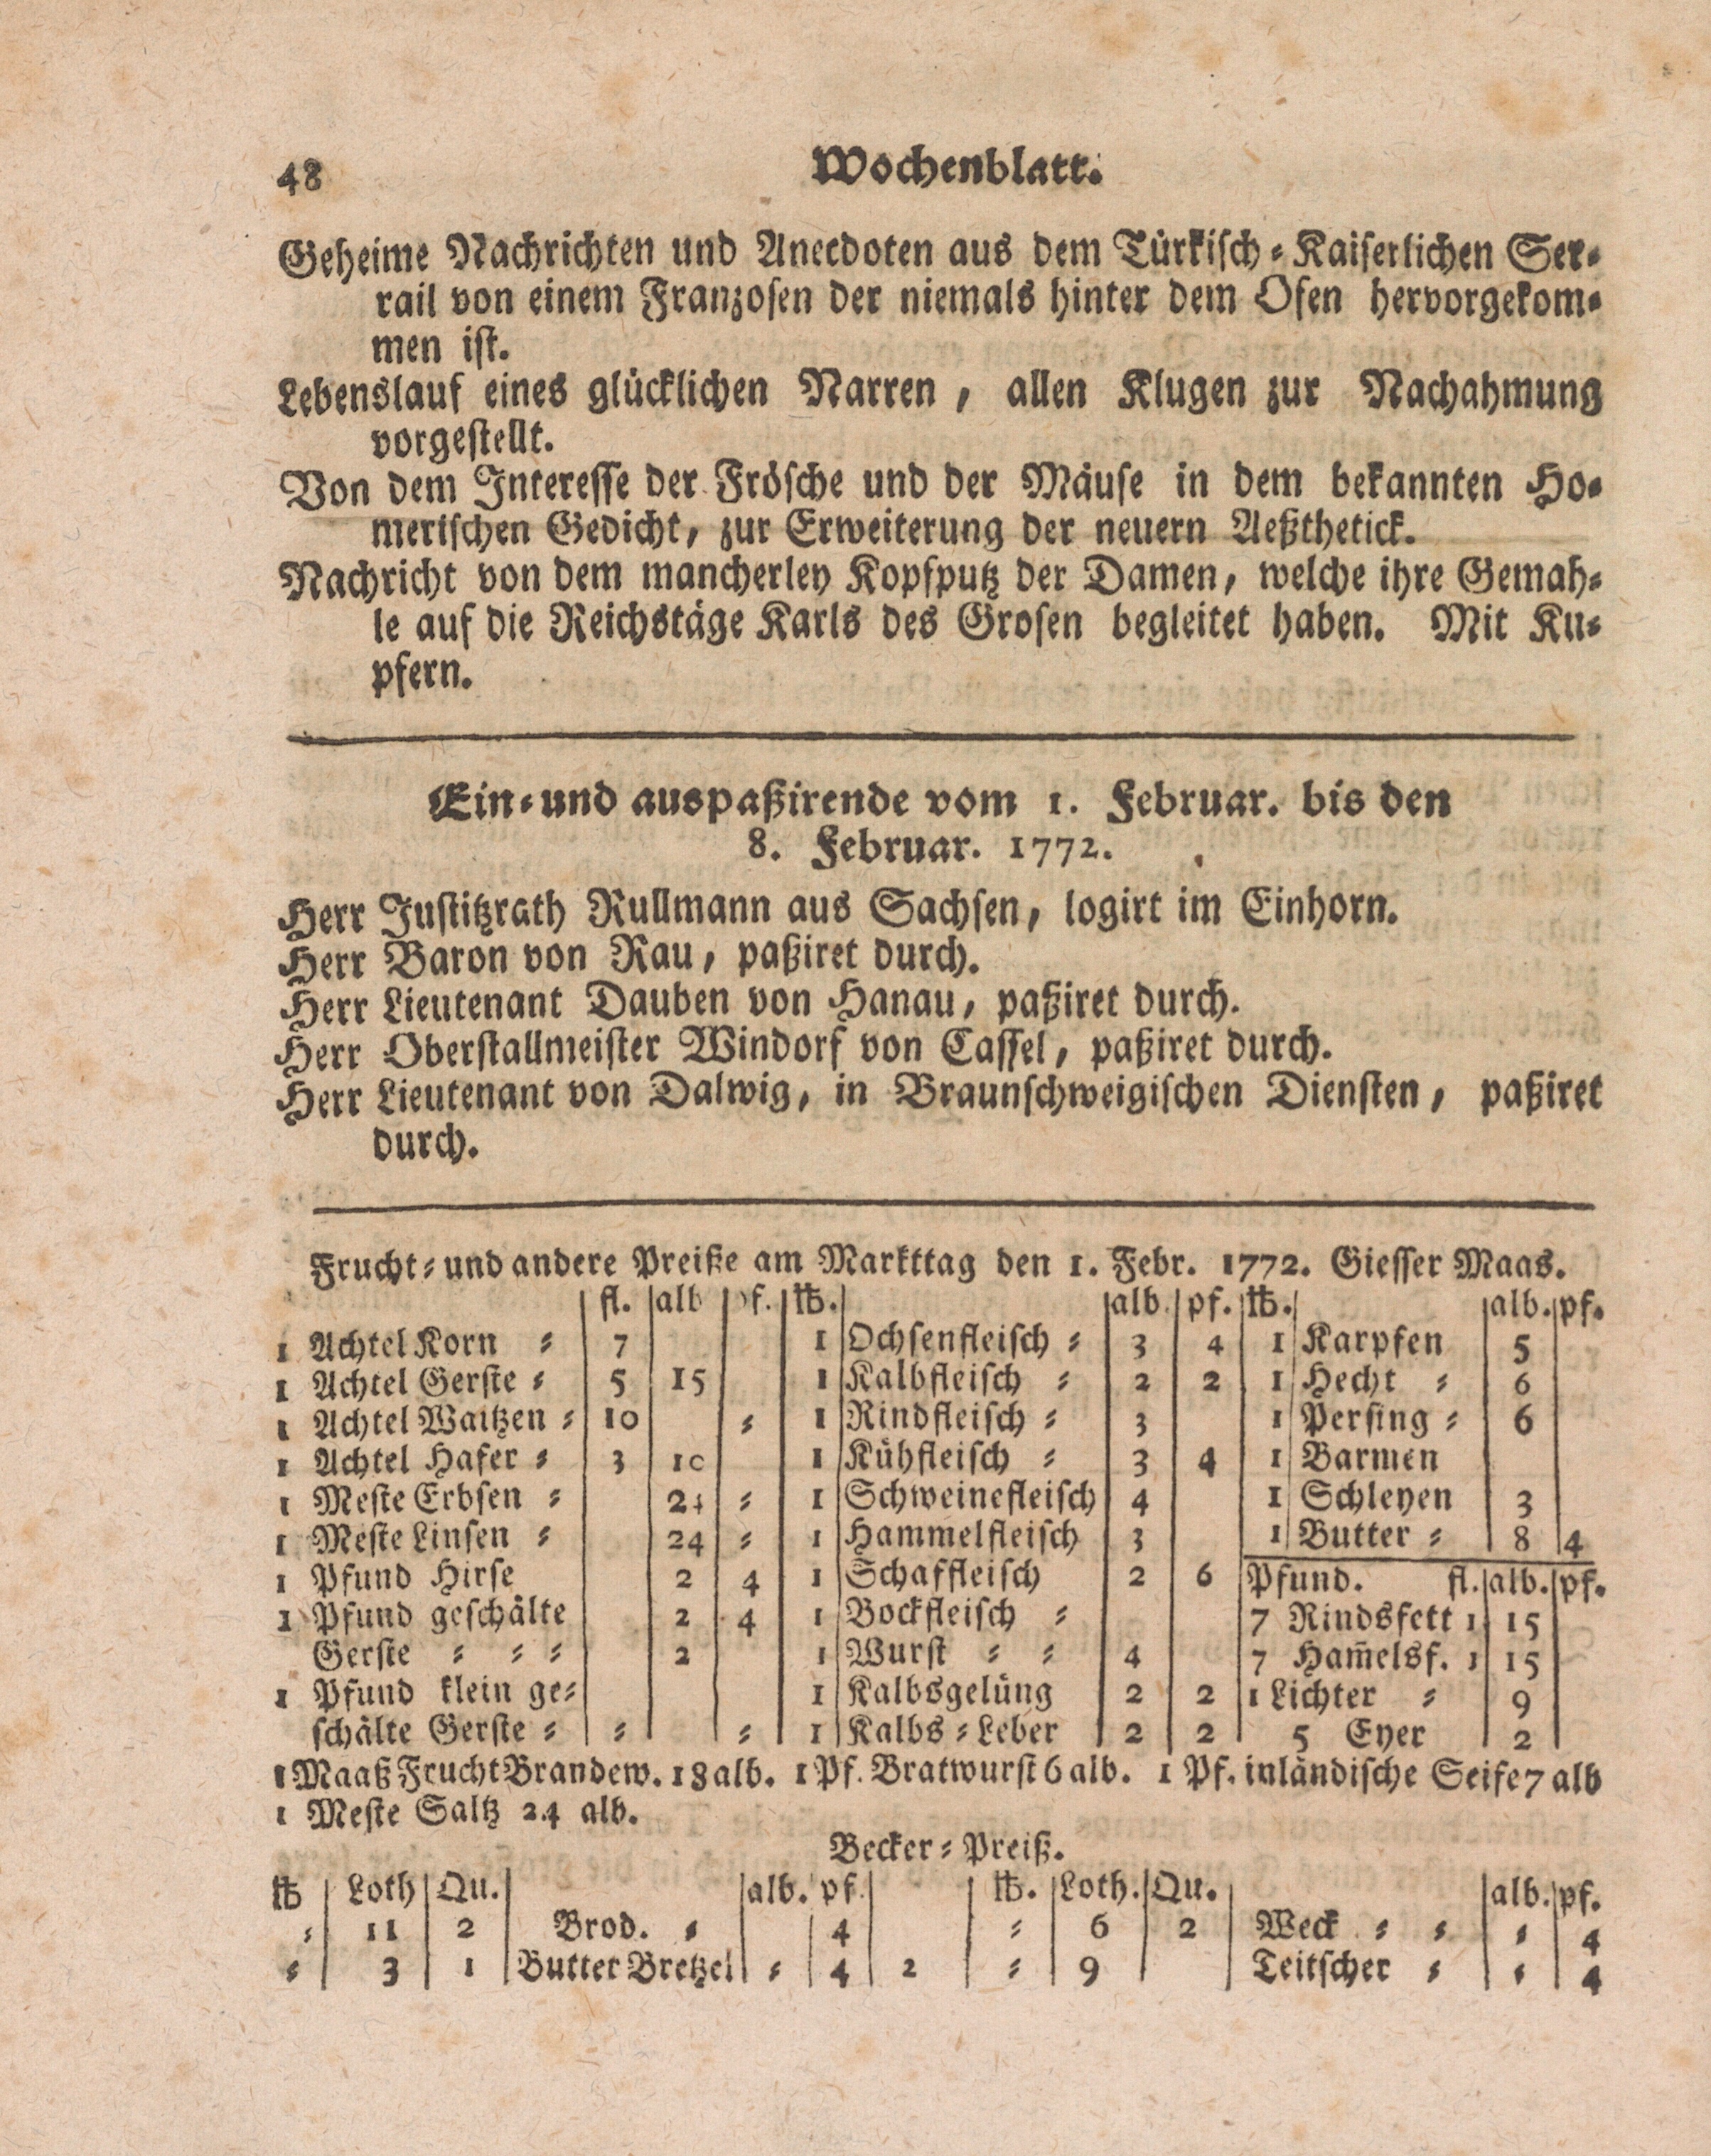 48 Wochenblatt.
Geheime Nachrichten und Anecdoten aus dem Türkisch-Kaiserlichen Ser-
rail von einem Franzosen der niemals hinter dem Ofen hervorgekom-
men ist.
Lebenslauf eines glücklichen Narren, allen Klugen zur Nachahmung
vorgestellt.
Von dem Interesse der Frösche und der Mäuse in dem bekannten Ho-
merischen Gedicht, zur Erweiterung der neuern Aeßthetick.
Nachricht von dem mancherley Kopfputz der Damen, welche ihre Gemah-
le auf die Reichstäge Karls des Grosen begleitet haben. Mit Ku-
pfern.
Ein-und auspaßirende vom 1. Februar. bis den
8. Februar. 1772.
Herr Justitzrath Rullmann aus Sachsen, logirt im Einhorn.
Herr Baron von Rau, paßiret durch.
Herr Lieutenant Dauben von Hanau, paßiret durch.
Herr Oberstallmeister Windorf von Cassel, paßiret durch.
Herr Lieutenant von Dalwig, in Braunschweigischen Diensten, paßiret
durch.
Frucht-und andere Preiße am Markttag den 1. Febr. 1772. Giesser Maas.
fl. alb pf. ℔. alb. pf. ℔. alb. pf.
1 Achtel Korn - 7 1 Ochsenfleisch - 3 4 1 Karpfen 5
1 Achtel Gerste - 5 15 1 Kalbfleisch - 2 2 1 Hecht - 6
1 Achtel Waitzen - 10 - 1 Rindfleisch - 3 1 Persing - 6
1 Achtel Hafer - 3 10 1 Kühfleisch - 3 4 1 Barmen
1 Meste Erbsen - 24 - 1 Schweinefleisch 4 1 Schleyen 3
1 Meste Linsen - 24 - 1 Hammelfleisch 3 1 Butter - 8 4
1 Pfund Hirse 2 4 1 Schaffleisch 2 6 Pfund. fl. alb. pf.
1 Pfund geschälte 2 4 1 Bockfleisch - 7 Rindsfett 1 15
Gerste - - - 2 1 Wurst - - 4 7 Ham̃elsf. 1 15
1 Pfund klein ge- 1 Kalbsgelüng 2 2 1 Lichter - 9
schälte Gerste - - - 1 Kalbs-Leber 2 2 5 Eyer 2
1 Maaß Frucht Brandew. 18 alb. 1 Pf. Bratwurst 6 alb. 1 Pf. inländische Seife 7 alb
1 Meste Saltz 24 alb.
Becker-Preiß.
℔ Loth Qu. alb. pf. ℔. Loth. Qu. alb. pf.
- 11 2 Brod. - 4 - 6 2 Weck - - - 4
- 3 1 Butter Bretzel - 4 2 - 9 Teitscher - - 4